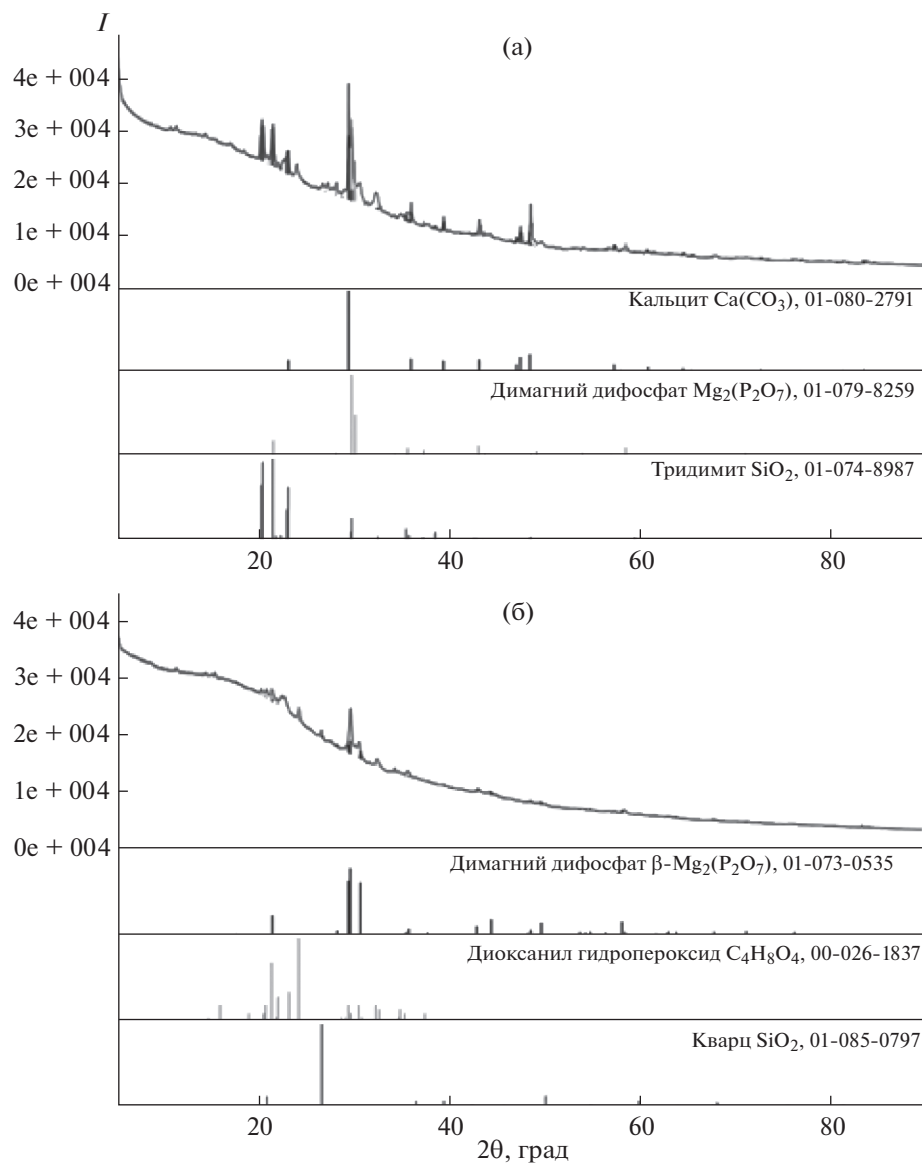 I
(а)
4e + 004
3e + 004
2e + 004
1e + 004
0e + 004
Кальцит Ca(CO3), 01-080-2791
Димагний дифосфат Mg2(P2O7), 01-079-8259
Тридимит SiO2, 01-074-8987
20 40 60 80
(б)
4e + 004
3e + 004
2e + 004
1e + 004
0e + 004
Димагний дифосфат β-Mg2(P2O7), 01-073-0535
Диоксанил гидропероксид C4H8O4, 00-026-1837
Кварц SiO2, 01-085-0797
20 40 60 80
2θ, град